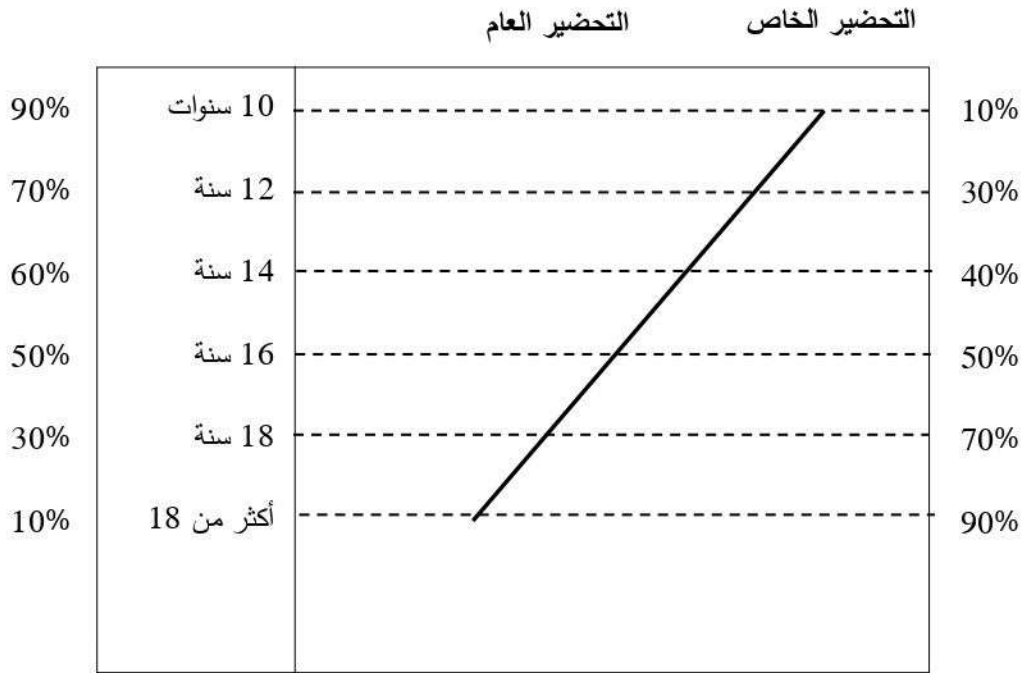 التحضير الخاص التحضير العام
10% 10 سنوات 90%
30% 12 سنة 70%
40% 14 سنة 60%
50% 16 سنة 50%
70% 18 سنة 30%
90% أكثر من 18 10%